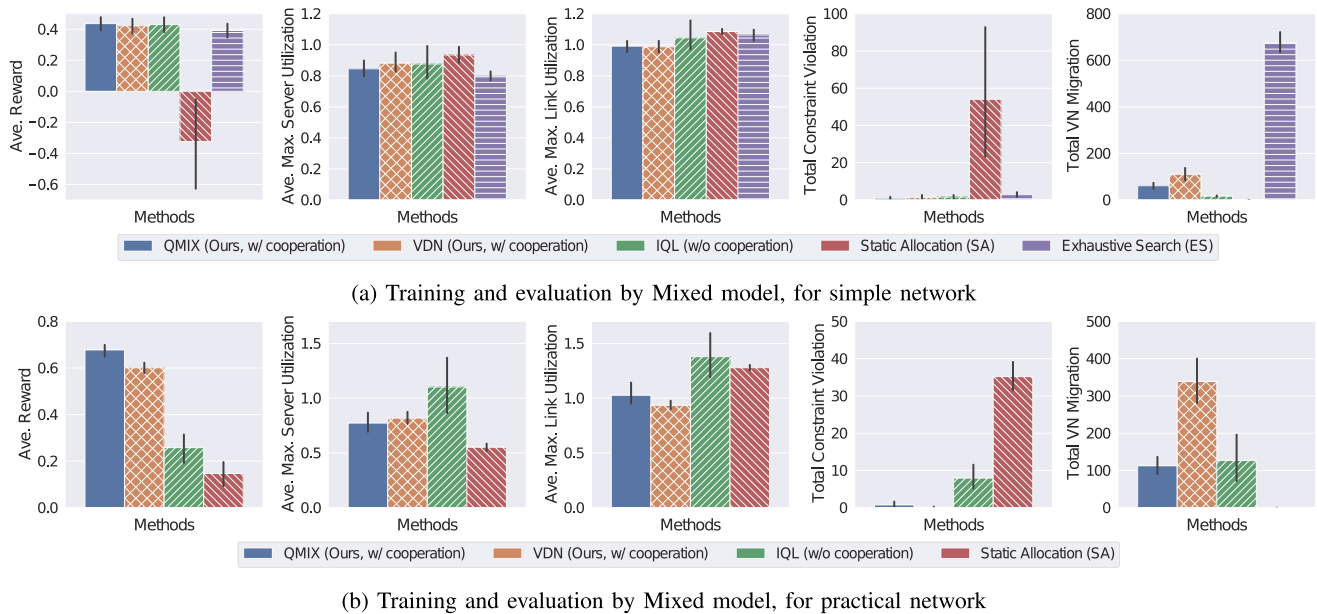 0.4
0.2
0.0
−0.2
−0.4
−0.6
Ave. Reward
Methods
1.2
1.0
0.8
0.6
0.4
0.2
0.0
Ave. Max. Server Utilization
Methods
1.2
1.0
0.8
0.6
0.4
0.2
0.0
Ave. Max. Link Utilization
Methods
100
80
60
40
20
0
Total Constraint Violation
Methods
800
600
400
200
0
Total VN Migration
Methods
QMIX (Ours, w/ cooperation) VDN (Ours, w/ cooperation) IQL (w/o cooperation) Static Allocation (SA) Exhaustive Search (ES)
(a) Training and evaluation by Mixed model, for simple network
0.8
0.6
0.4
0.2
0.0
Ave. Reward
Methods
1.5
1.0
0.5
0.0
Ave. Max. Server Utilization
Methods
1.5
1.0
0.5
0.0
Ave. Max. Link Utilization
Methods
50
40
30
20
10
0
Total Constraint Violation
Methods
500
400
300
200
100
0
Total VN Migration
Methods
QMIX (Ours, w/ cooperation) VDN (Ours, w/ cooperation) IQL (w/o cooperation) Static Allocation (SA)
(b) Training and evaluation by Mixed model, for practical network